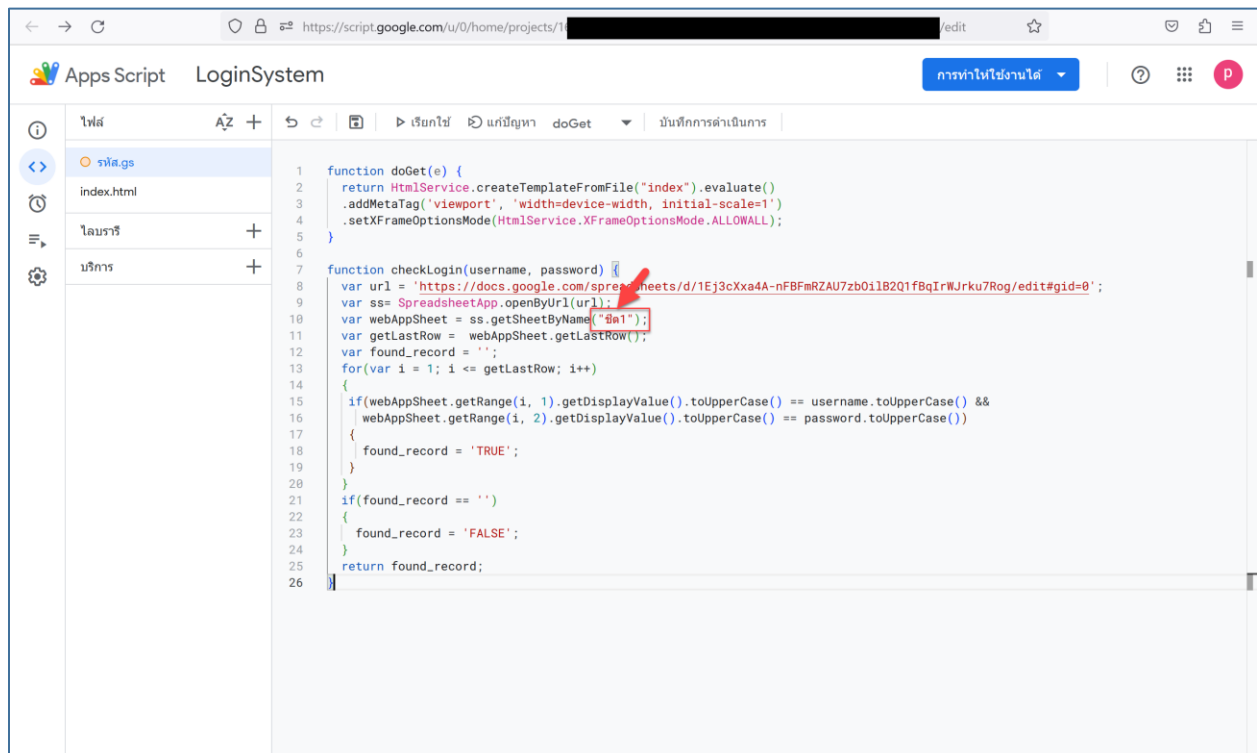 https://script.google.com/u/0/home/projects/1 /edit
Apps Script LoginSystem การทำให้ใช้งานได้ P
ไฟล์ AZ เรียกใช้ แก้ปัญหา doGet บันทึกการดำเนินการ
รหัส.gs
index.html
ไลบรารี
บริการ
1 function doGet(e) {
2 return HtmlService.createTemplateFromFile("index").evaluate()
3 .addMetaTag('viewport', 'width=device-width, initial-scale=1')
4 .setXFrameOptionsMode(HtmlService.XFrameOptionsMode.ALLOWALL);
5 }
6
7 function checkLogin(username, password) {
8 var url = 'https://docs.google.com/spreadsheets/d/1Ej3cXxa4A-nFBFmRZAU7zbOilB2Q1fBqIrWJrku7Rog/edit#gid=0';
9 var ss= SpreadsheetApp.openByUrl(url);
10 var webAppSheet = ss.getSheetByName("ชีต1");
11 var getLastRow = webAppSheet.getLastRow();
12 var found_record = '';
13 for(var i = 1; i <= getLastRow; i++)
14 {
15 if(webAppSheet.getRange(i, 1).getDisplayValue().toUpperCase() == username.toUpperCase() &&
16 webAppSheet.getRange(i, 2).getDisplayValue().toUpperCase() == password.toUpperCase())
17 {
18 found_record = 'TRUE';
19 }
20 }
21 if(found_record == '')
22 {
23 found_record = 'FALSE';
24 }
25 return found_record;
26 }